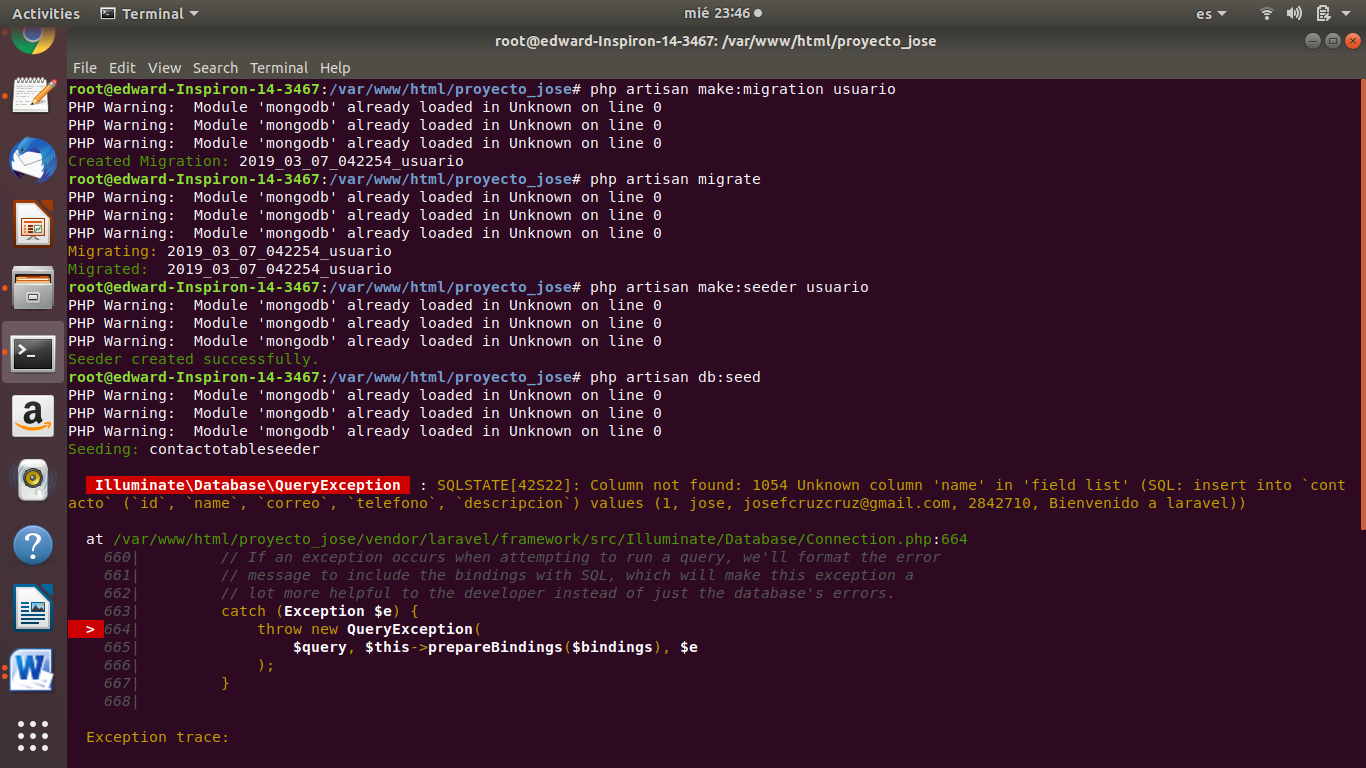 Activities Terminal mié 23:46 es
root@edward-Inspiron-14-3467: /var/www/html/proyecto_jose
File Edit View Search Terminal Help
root@edward-Inspiron-14-3467:/var/www/html/proyecto_jose# php artisan make:migration usuario
PHP Warning:  Module 'mongodb' already loaded in Unknown on line 0
PHP Warning:  Module 'mongodb' already loaded in Unknown on line 0
PHP Warning:  Module 'mongodb' already loaded in Unknown on line 0
Created Migration: 2019_03_07_042254_usuario
root@edward-Inspiron-14-3467:/var/www/html/proyecto_jose# php artisan migrate
PHP Warning:  Module 'mongodb' already loaded in Unknown on line 0
PHP Warning:  Module 'mongodb' already loaded in Unknown on line 0
PHP Warning:  Module 'mongodb' already loaded in Unknown on line 0
Migrating: 2019_03_07_042254_usuario
Migrated:  2019_03_07_042254_usuario
root@edward-Inspiron-14-3467:/var/www/html/proyecto_jose# php artisan make:seeder usuario
PHP Warning:  Module 'mongodb' already loaded in Unknown on line 0
PHP Warning:  Module 'mongodb' already loaded in Unknown on line 0
PHP Warning:  Module 'mongodb' already loaded in Unknown on line 0
Seeder created successfully.
root@edward-Inspiron-14-3467:/var/www/html/proyecto_jose# php artisan db:seed
PHP Warning:  Module 'mongodb' already loaded in Unknown on line 0
PHP Warning:  Module 'mongodb' already loaded in Unknown on line 0
PHP Warning:  Module 'mongodb' already loaded in Unknown on line 0
Seeding: contactotableseeder
Illuminate\Database\QueryException  : SQLSTATE[42S22]: Column not found: 1054 Unknown column 'name' in 'field list' (SQL: insert into `cont
acto` (`id`, `name`, `correo`, `telefono`, `descripcion`) values (1, jose, josefcruzcruz@gmail.com, 2842710, Bienvenido a laravel))
at /var/www/html/proyecto_jose/vendor/laravel/framework/src/Illuminate/Database/Connection.php:664
660|         // If an exception occurs when attempting to run a query, we'll format the error
661|         // message to include the bindings with SQL, which will make this exception a
662|         // lot more helpful to the developer instead of just the database's errors.
663|         catch (Exception $e) {
> 664|             throw new QueryException(
665|                 $query, $this->prepareBindings($bindings), $e
666|             );
667|         }
668|
Exception trace: